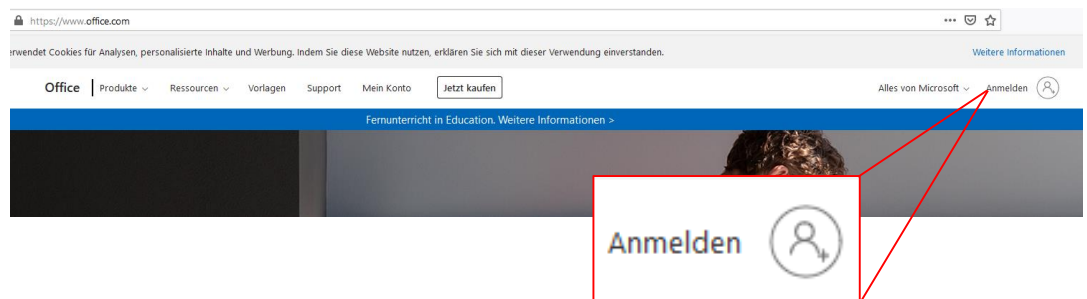 https://www.office.com
erwendet Cookies für Analysen, personalisierte Inhalte und Werbung. Indem Sie diese Website nutzen, erklären Sie sich mit dieser Verwendung einverstanden. Weitere Informationen
Office Produkte Ressourcen Vorlagen Support Mein Konto Jetzt kaufen Alles von Microsoft Anmelden
Fernunterricht in Education. Weitere Informationen >
Anmelden